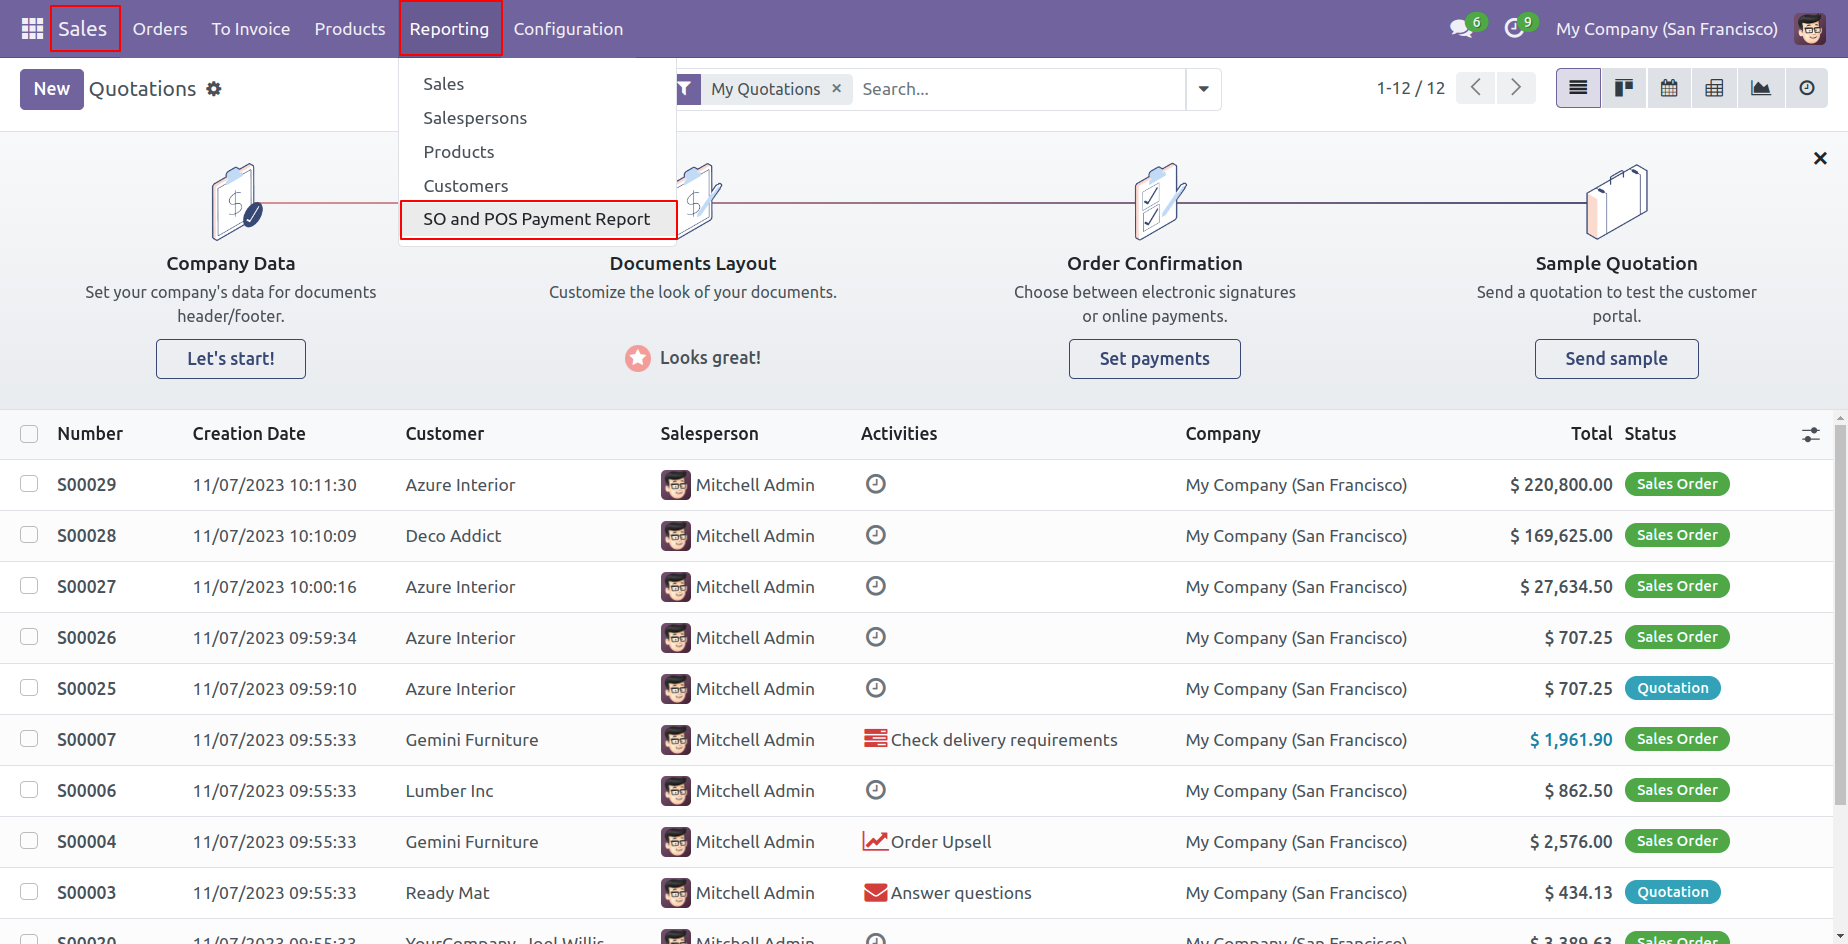 Sales Orders To Invoice Products Reporting Configuration 6 9 My Company (San Francisco)
New Quotations My Quotations × Search... 1-12 / 12
Sales
Salespersons
Products
Customers
SO and POS Payment Report
Company Data
Set your company's data for documents
header/footer.
Let's start!
Documents Layout
Customize the look of your documents.
Looks great!
Order Confirmation
Choose between electronic signatures
or online payments.
Set payments
Sample Quotation
Send a quotation to test the customer
portal.
Send sample
Number Creation Date Customer Salesperson Activities Company Total Status
S00029 11/07/2023 10:11:30 Azure Interior Mitchell Admin My Company (San Francisco) $ 220,800.00 Sales Order
S00028 11/07/2023 10:10:09 Deco Addict Mitchell Admin My Company (San Francisco) $ 169,625.00 Sales Order
S00027 11/07/2023 10:00:16 Azure Interior Mitchell Admin My Company (San Francisco) $ 27,634.50 Sales Order
S00026 11/07/2023 09:59:34 Azure Interior Mitchell Admin My Company (San Francisco) $ 707.25 Sales Order
S00025 11/07/2023 09:59:10 Azure Interior Mitchell Admin My Company (San Francisco) $ 707.25 Quotation
S00007 11/07/2023 09:55:33 Gemini Furniture Mitchell Admin Check delivery requirements My Company (San Francisco) $ 1,961.90 Sales Order
S00006 11/07/2023 09:55:33 Lumber Inc Mitchell Admin My Company (San Francisco) $ 862.50 Sales Order
S00004 11/07/2023 09:55:33 Gemini Furniture Mitchell Admin Order Upsell My Company (San Francisco) $ 2,576.00 Sales Order
S00003 11/07/2023 09:55:33 Ready Mat Mitchell Admin Answer questions My Company (San Francisco) $ 434.13 Quotation
S00020 11/07/2023 09:55:33 YourCompany, Joel Willis Mitchell Admin My Company (San Francisco) $ 3,389.63 Sales Order